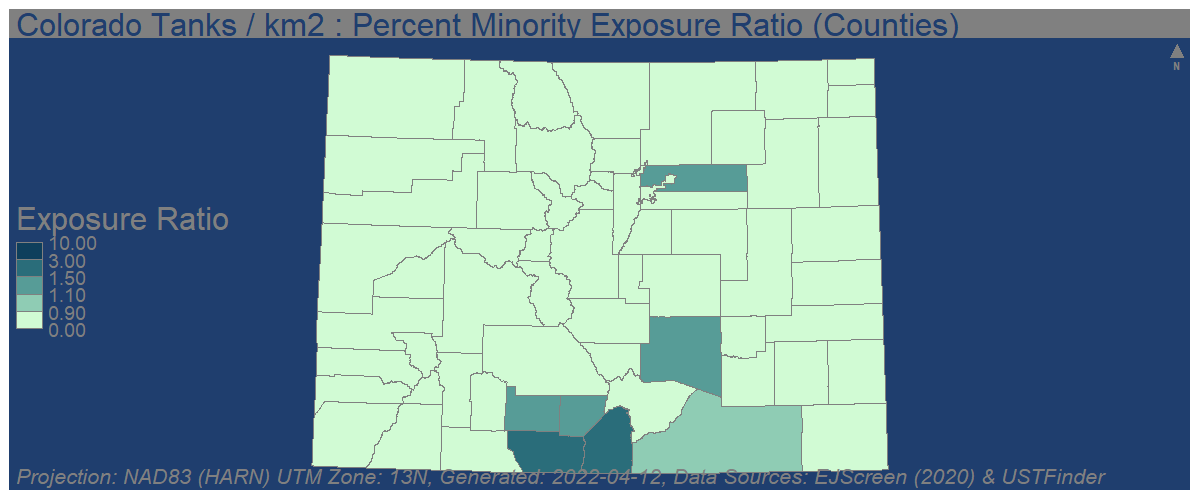 Colorado Tanks / km2 : Percent Minority Exposure Ratio (Counties)
N
Exposure Ratio
10.00
3.00
1.50
1.10
0.90
0.00
Projection: NAD83 (HARN) UTM Zone: 13N, Generated: 2022-04-12, Data Sources: EJScreen (2020) & USTFinder